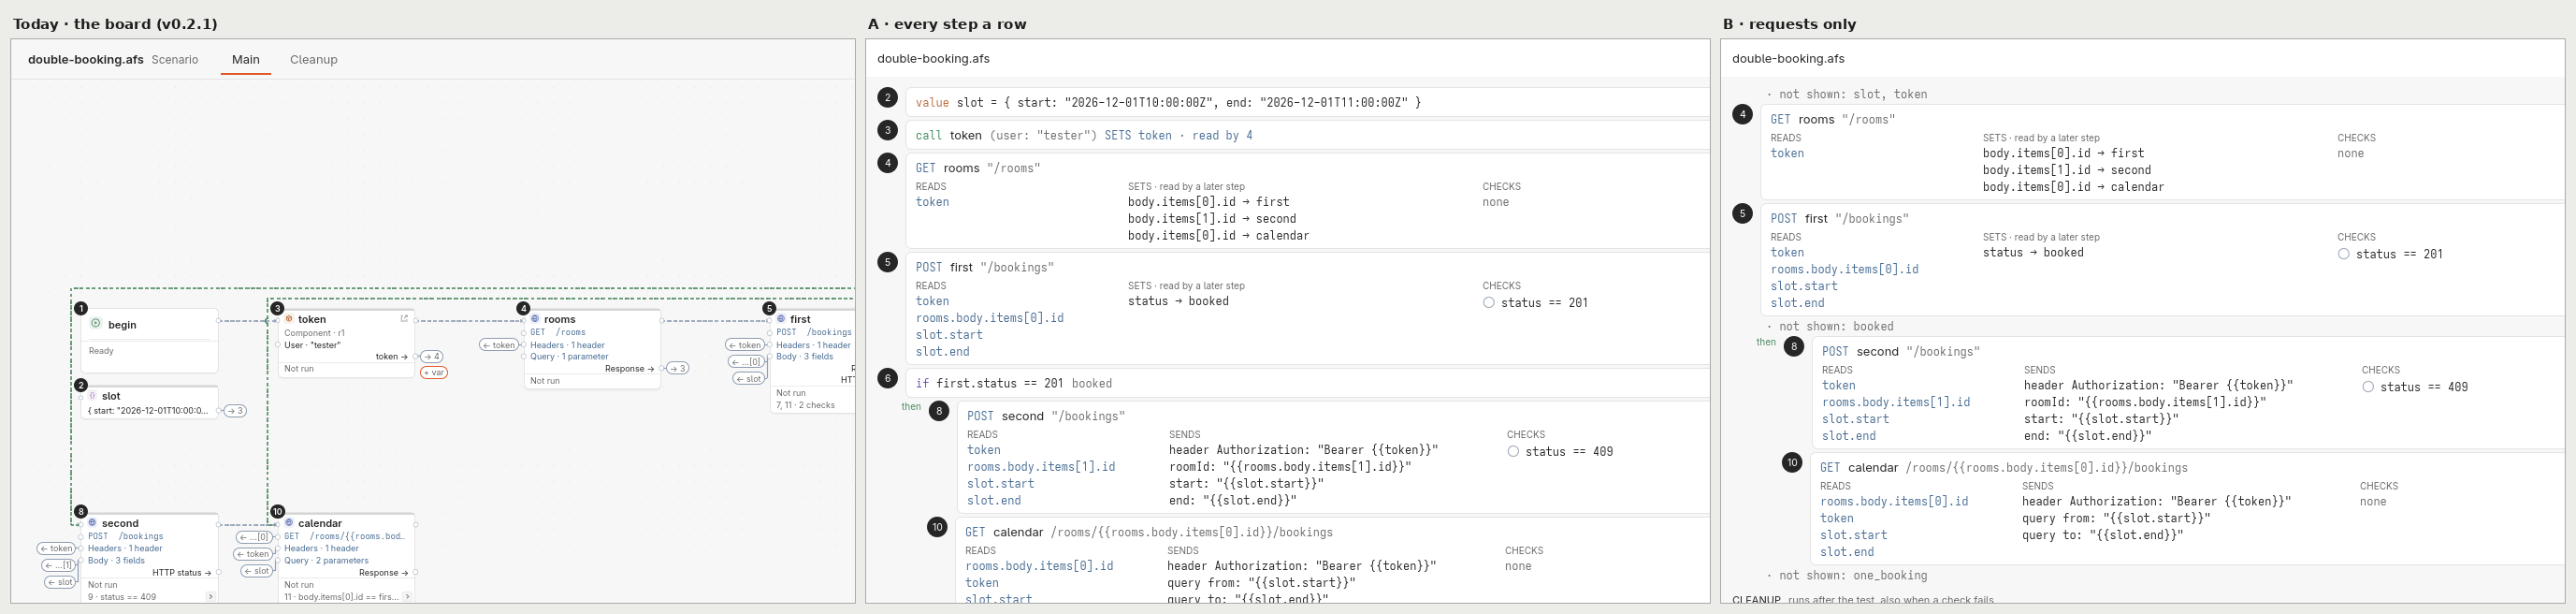 Today · the board (v0.2.1)
double-booking.afs Scenario Main Cleanup
1
begin
Ready
2
slot
{ start: "2026-12-01T10:00:0...
→ 3
3
token
Component · r1
User · "tester"
token →
→ 4
+ var
Not run
4
rooms
GET /rooms
← token
Headers · 1 header
Query · 1 parameter
Response →
→ 3
Not run
5
first
POST /bookings
← token
Headers · 1 header
← ...[0]
Body · 3 fields
← slot
R
HT
Not run
7, 11 · 2 checks
8
second
POST /bookings
← token
Headers · 1 header
← ...[1]
Body · 3 fields
← slot
HTTP status →
Not run
9 · status == 409
10
calendar
GET /rooms/{{rooms.bod...
← ...[0]
Headers · 1 header
← token
Query · 2 parameters
← slot
Response →
Not run
11 · body.items[0].id == firs...
A · every step a row
double-booking.afs
2
value slot = { start: "2026-12-01T10:00:00Z", end: "2026-12-01T11:00:00Z" }
3
call token (user: "tester") SETS token · read by 4
4
GET rooms "/rooms"
READS SETS · read by a later step CHECKS
token body.items[0].id → first none
body.items[1].id → second
body.items[0].id → calendar
5
POST first "/bookings"
READS SETS · read by a later step CHECKS
token status → booked status == 201
rooms.body.items[0].id
slot.start
slot.end
6
if first.status == 201 booked
then
8
POST second "/bookings"
READS SENDS CHECKS
token header Authorization: "Bearer {{token}}" status == 409
rooms.body.items[1].id roomId: "{{rooms.body.items[1].id}}"
slot.start start: "{{slot.start}}"
slot.end end: "{{slot.end}}"
10
GET calendar /rooms/{{rooms.body.items[0].id}}/bookings
READS SENDS CHECKS
rooms.body.items[0].id header Authorization: "Bearer {{token}}" none
token query from: "{{slot.start}}"
slot.start query to: "{{slot.end}}"
B · requests only
double-booking.afs
· not shown: slot, token
4
GET rooms "/rooms"
READS SETS · read by a later step CHECKS
token body.items[0].id → first none
body.items[1].id → second
body.items[0].id → calendar
5
POST first "/bookings"
READS SETS · read by a later step CHECKS
token status → booked status == 201
rooms.body.items[0].id
slot.start
slot.end
· not shown: booked
then
8
POST second "/bookings"
READS SENDS CHECKS
token header Authorization: "Bearer {{token}}" status == 409
rooms.body.items[1].id roomId: "{{rooms.body.items[1].id}}"
slot.start start: "{{slot.start}}"
slot.end end: "{{slot.end}}"
10
GET calendar /rooms/{{rooms.body.items[0].id}}/bookings
READS SENDS CHECKS
rooms.body.items[0].id header Authorization: "Bearer {{token}}" none
token query from: "{{slot.start}}"
slot.start query to: "{{slot.end}}"
slot.end
· not shown: one_booking
CLEANUP runs after the test, also when a check fails